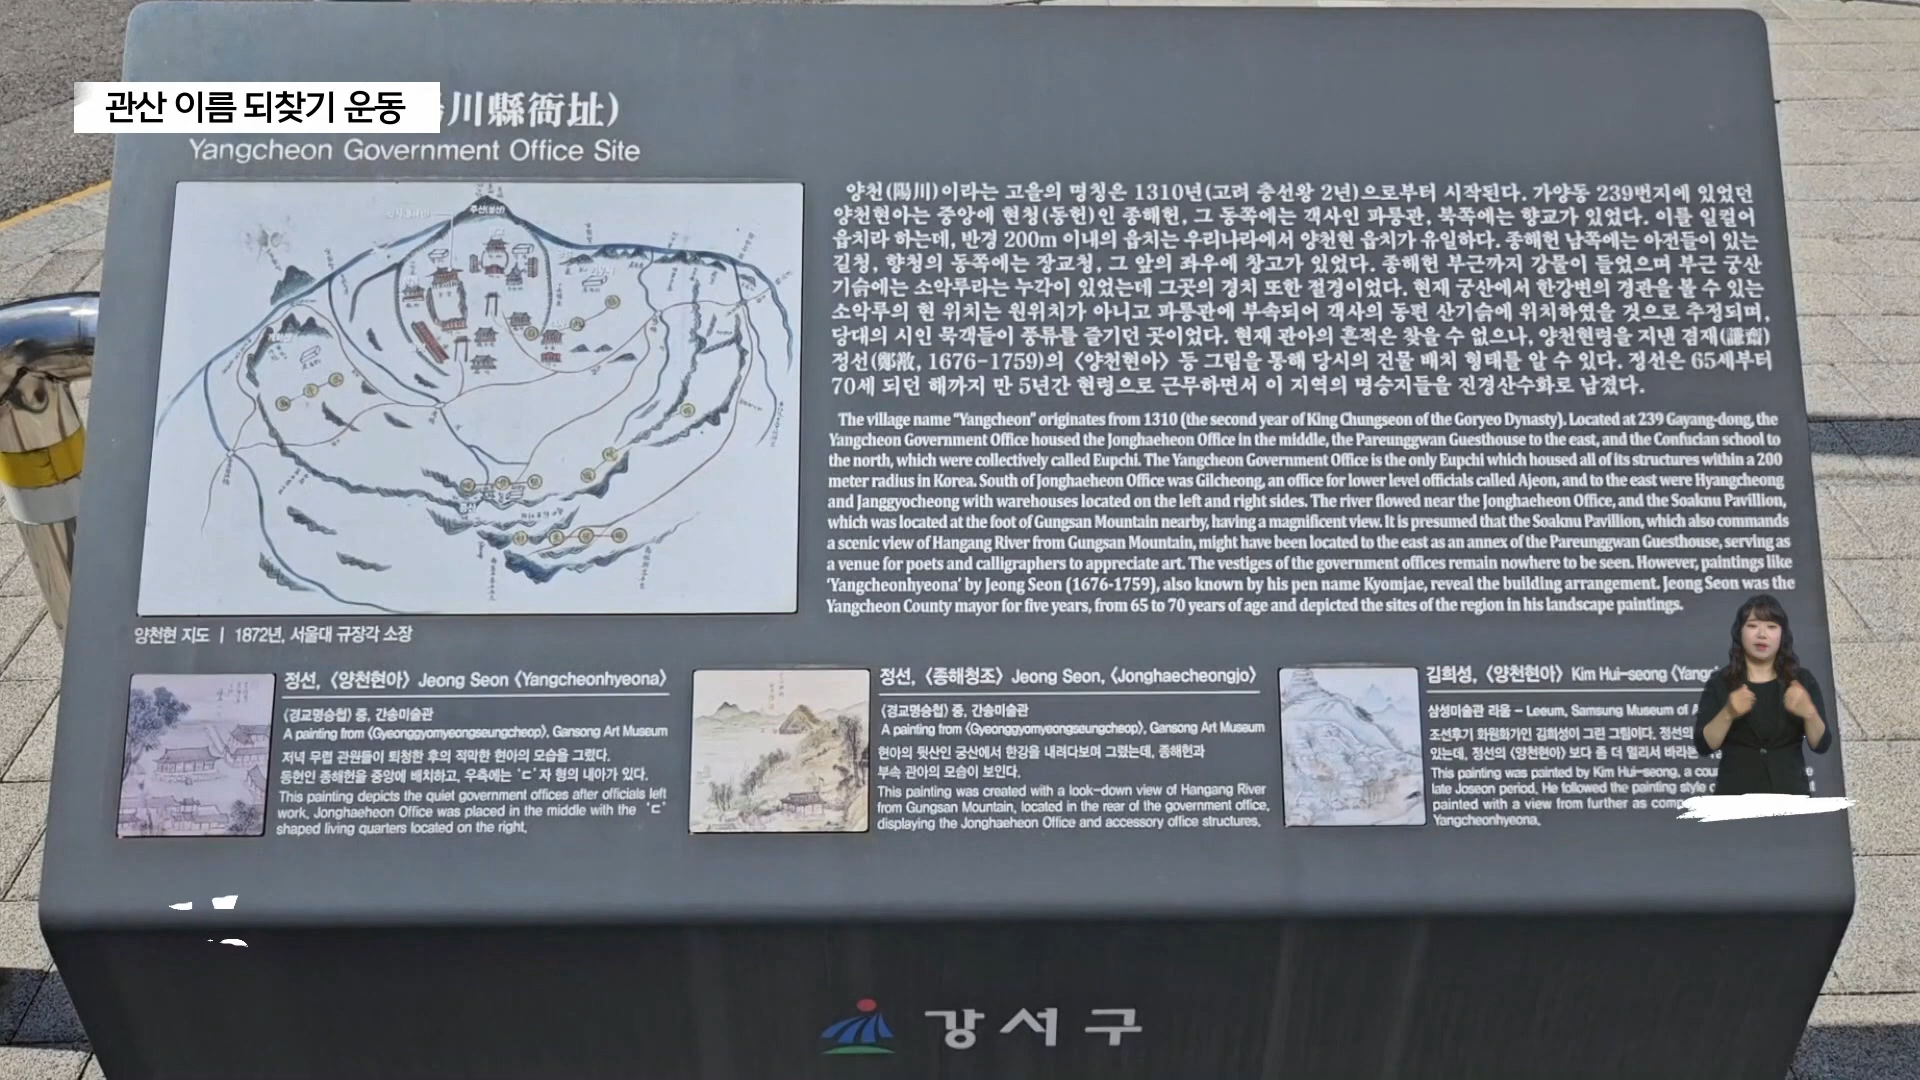 관산 이름 되찾기 운동
川縣衙址)
Yangcheon Government Office Site
주산(성산)
양천(陽川)이라는 고을의 명칭은 1310년(고려 충선왕 2년)으로부터 시작된다. 가양동 239번지에 있었던
양천현아는 중앙에 현청(동헌)인 종해헌, 그 동쪽에는 객사인 파릉관, 북쪽에는 향교가 있었다. 이를 일컬어
읍치라 하는데, 반경 200m 이내의 읍치는 우리나라에서 양천현 읍치가 유일하다. 종해헌 남쪽에는 아전들이 있는
길청, 향청의 동쪽에는 장교청, 그 앞의 좌우에 창고가 있었다. 종해헌 부근까지 강물이 들었으며 부근 궁산
기슭에는 소악루라는 누각이 있었는데 그곳의 경치 또한 절경이었다. 현재 궁산에서 한강변의 경관을 볼 수 있는
소악루의 현 위치는 원위치가 아니고 파릉관에 부속되어 객사의 동편 산기슭에 위치하였을 것으로 추정되며,
당대의 시인 묵객들이 풍류를 즐기던 곳이었다. 현재 관아의 흔적은 찾을 수 없으나, 양천현령을 지낸 겸재(謙齋)
정선(鄭敾, 1676-1759)의 〈양천현아〉 등 그림을 통해 당시의 건물 배치 형태를 알 수 있다. 정선은 65세부터
70세 되던 해까지 만 5년간 현령으로 근무하면서 이 지역의 명승지들을 진경산수화로 남겼다.
The village name “Yangcheon” originates from 1310 (the second year of King Chungseon of the Goryeo Dynasty). Located at 239 Gayang-dong, the
Yangcheon Government Office housed the Jonghaeheon Office in the middle, the Pareunggwan Guesthouse to the east, and the Confucian school to
the north, which were collectively called Eupchi. The Yangcheon Government Office is the only Eupchi which housed all of its structures within a 200
meter radius in Korea. South of Jonghaeheon Office was Gilcheong, an office for lower level officials called Ajeon, and to the east were Hyangcheong
and Janggyocheong with warehouses located on the left and right sides. The river flowed near the Jonghaeheon Office, and the Soaknu Pavillion,
which was located at the foot of Gungsan Mountain nearby, having a magnificent view. It is presumed that the Soaknu Pavillion, which also commands
a scenic view of Hangang River from Gungsan Mountain, might have been located to the east as an annex of the Pareunggwan Guesthouse, serving as
a venue for poets and calligraphers to appreciate art. The vestiges of the government offices remain nowhere to be seen. However, paintings like
‘Yangcheonhyeona’ by Jeong Seon (1676-1759), also known by his pen name Kyomjae, reveal the building arrangement. Jeong Seon was the
Yangcheon County mayor for five years, from 65 to 70 years of age and depicted the sites of the region in his landscape paintings.
양천현 지도 | 1872년, 서울대 규장각 소장
정선, 〈양천현아〉 Jeong Seon 〈Yangcheonhyeona〉
《경교명승첩》 중, 간송미술관
A painting from 《Gyeonggyomyeongseungcheop》, Gansong Art Museum
저녁 무렵 관원들이 퇴청한 후의 적막한 현아의 모습을 그렸다.
동헌인 종해헌을 중앙에 배치하고, 우측에는 'ㄷ'자 형의 내아가 있다.
This painting depicts the quiet government offices after officials left
work. Jonghaeheon Office was placed in the middle with the 'ㄷ'
shaped living quarters located on the right.
정선, 〈종해청조〉 Jeong Seon, 〈Jonghaecheongjo〉
《경교명승첩》 중, 간송미술관
A painting from 《Gyeonggyomyeongseungcheop》, Gansong Art Museum
현아의 뒷산인 궁산에서 한강을 내려다보며 그렸는데, 종해헌과
부속 관아의 모습이 보인다.
This painting was created with a look-down view of Hangang River
from Gungsan Mountain, located in the rear of the government office,
displaying the Jonghaeheon Office and accessory office structures.
김희성, 〈양천현아〉 Kim Hui-seong 〈Yang
삼성미술관 리움 - Leeum, Samsung Museum of
조선후기 화원화가인 김희성이 그린 그림이다. 정선의
있는데, 정선의 〈양천현아〉 보다 좀 더 멀리서 바라본
This painting was painted by Kim Hui-seong, a
late Joseon period. He followed the painting style
painted with a view from further as
Yangcheonhyeona.
강서구